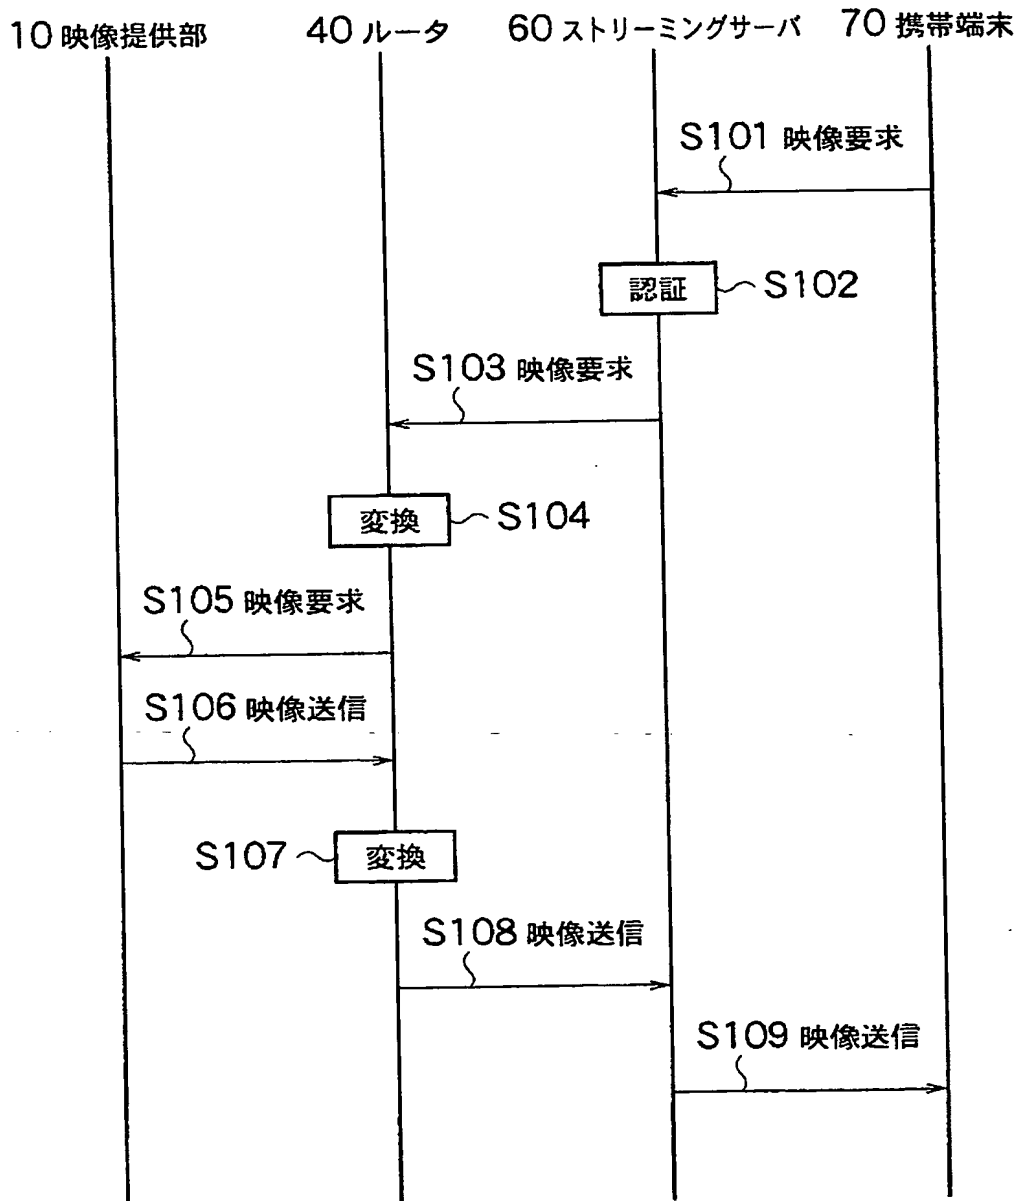 10 映像提供部 40 ルータ 60 ストリーミングサーバ 70 携帯端末
S101 映像要求
認証 S102
S103 映像要求
変換 S104
S105 映像要求
S106 映像送信
S107 変換
S108 映像送信
S109 映像送信